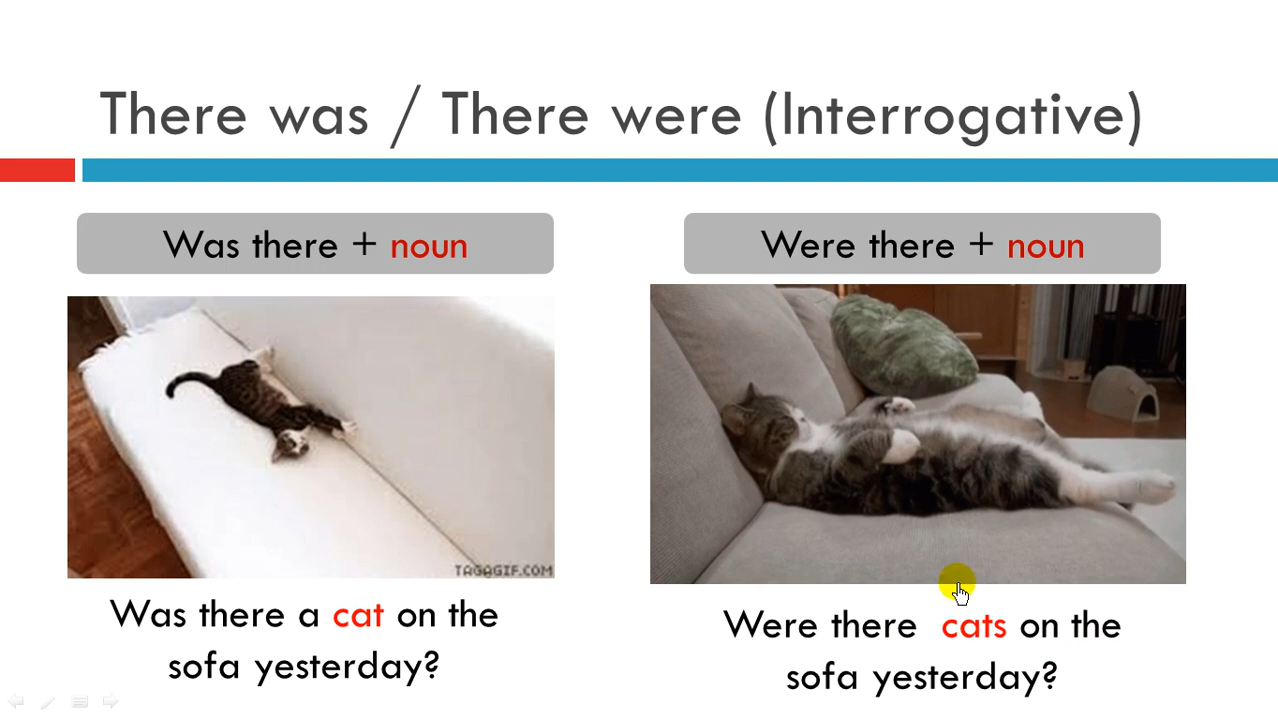 There was / There were (Interrogative)
Was there + noun
Were there + noun
TAGAGIF.COM
Was there a cat on the
sofa yesterday?
Were there cats on the
sofa yesterday?